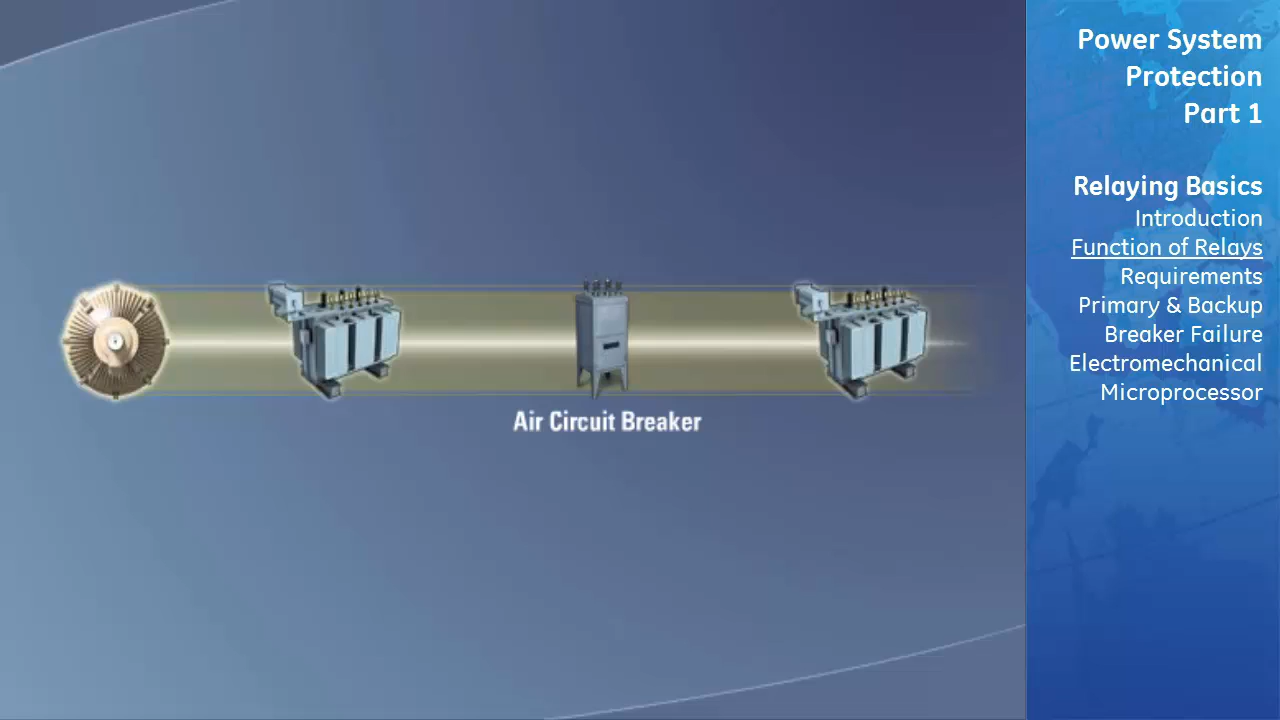 Power System
Protection
Part 1
Relaying Basics
Introduction
Function of Relays
Requirements
Primary & Backup
Breaker Failure
Electromechanical
Microprocessor
Air Circuit Breaker